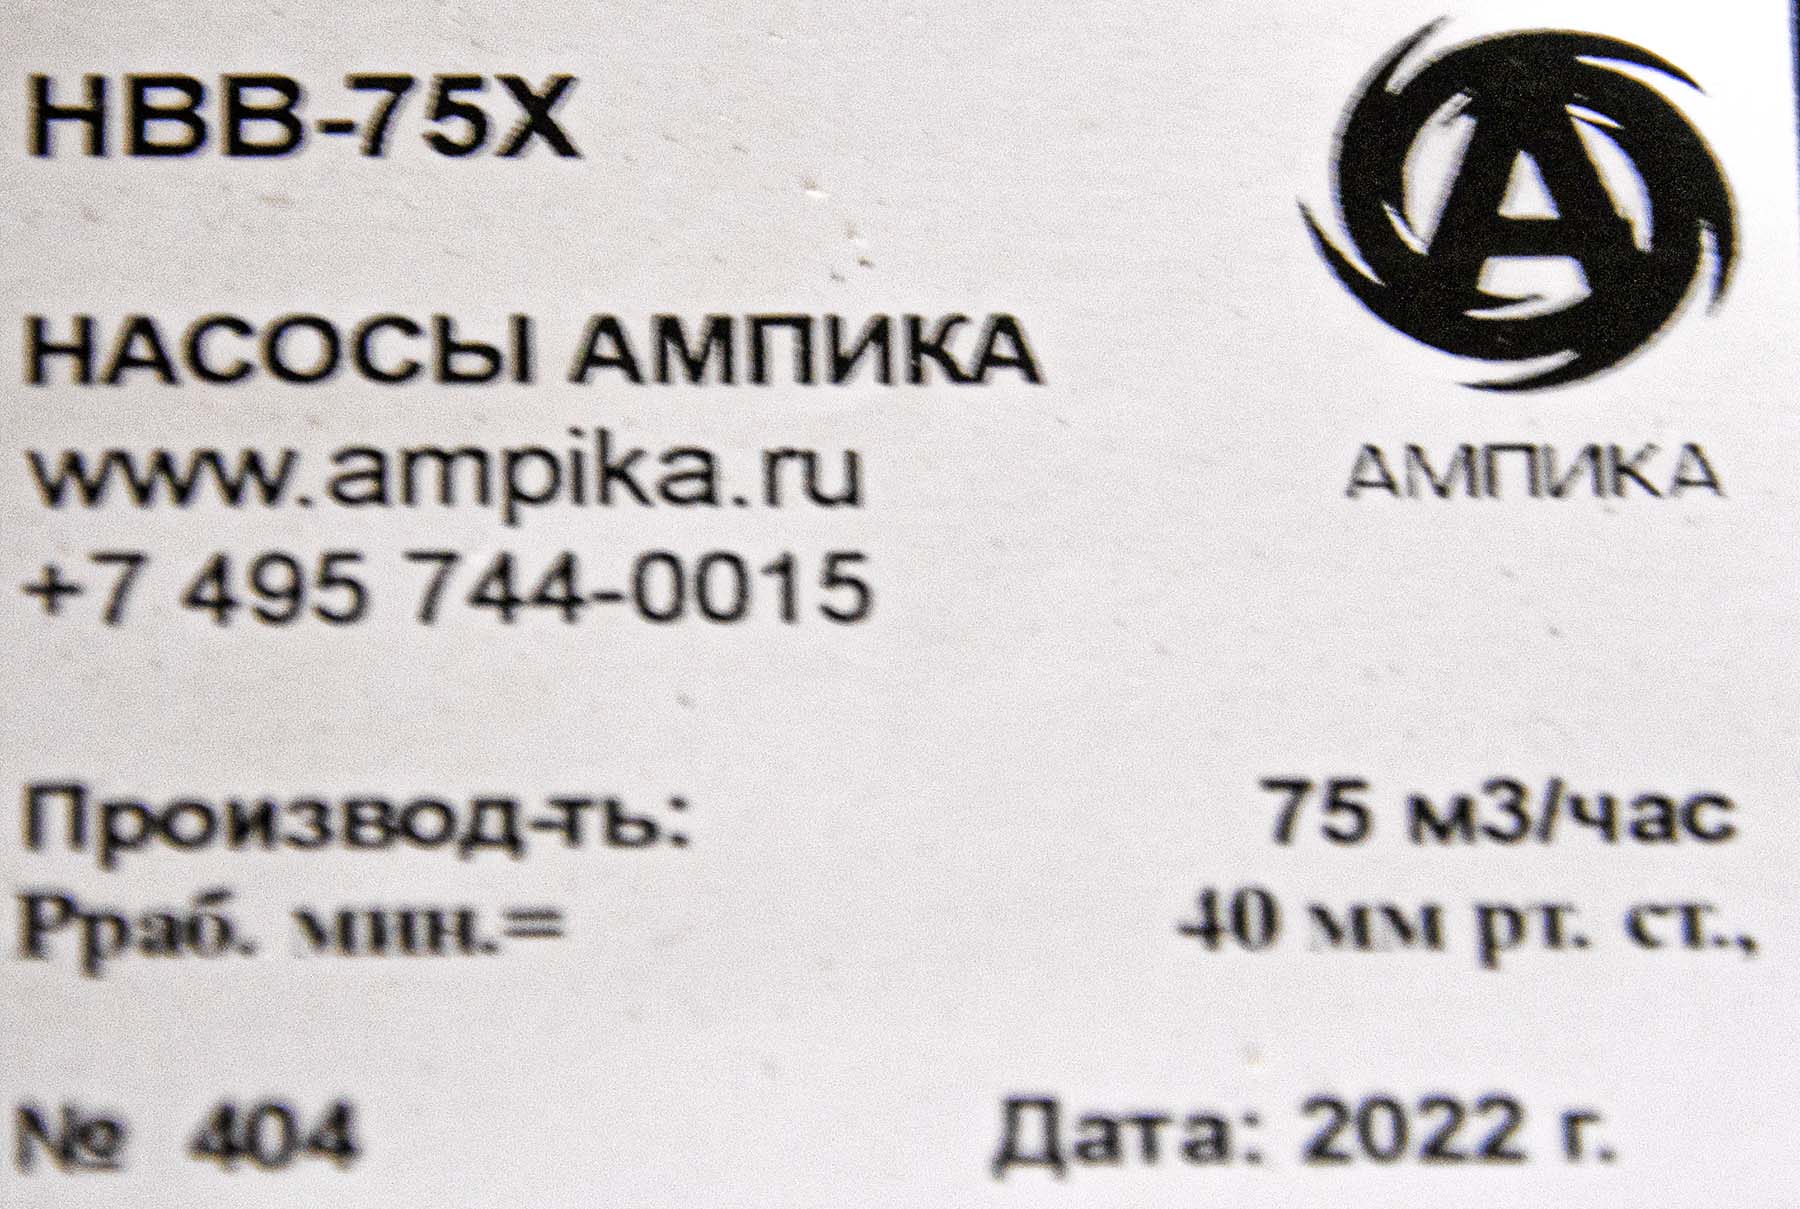 НВВ-75Х
НАСОСЫ АМПИКА
www.ampika.ru
+7 495 744-0015
АМПИКА
Производ-ть: 75 м3/час
Рраб. мин.= 40 мм рт. ст.,
№ 404 Дата: 2022 г.